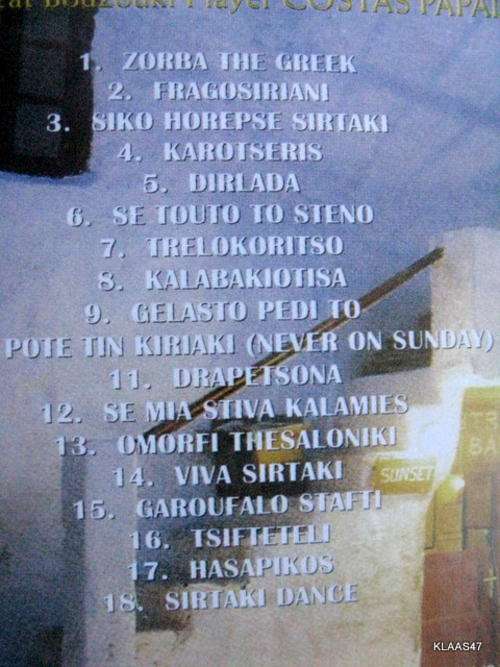 Bouzouki Player COSTAS
1. ZORBA THE GREEK
2. FRAGOSIRIANI
3. SIKO HOREPSE SIRTAKI
4. KAROTSERIS
5. DIRLADA
6. SE TOUTO TO STENO
7. TRELOKORITSO
8. KALABAKIOTISA
9. GELASTO PEDI TO
POTE TIN KIRIAKI (NEVER ON SUNDAY)
11. DRAPETSONA
12. SE MIA STIVA KALAMIES
13. OMORFI THESALONIKI
14. VIVA SIRTAKI
SUNSET
15. GAROUFALO STAFTI
16. TSIFTETELI
17. HASAPIKOS
18. SIRTAKI DANCE
KLAAS47